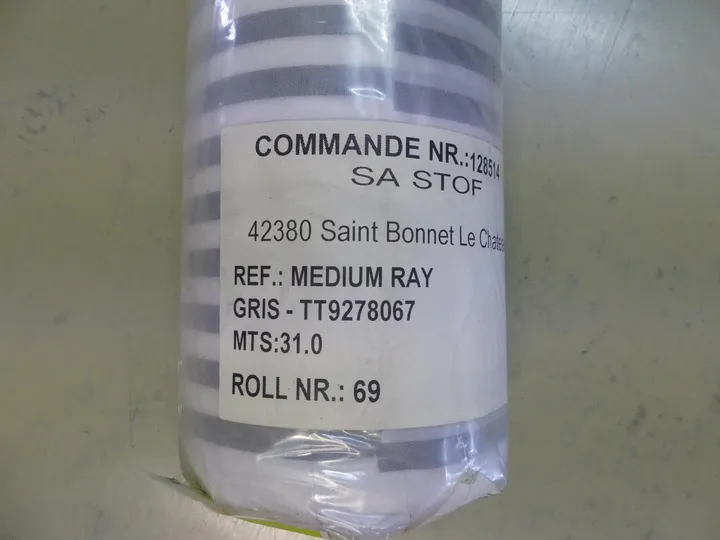 COMMANDE NR.:128514
SA STOF
42380 Saint Bonnet Le
REF.: MEDIUM RAY
GRIS - TT9278067
MTS:31.0
ROLL NR.: 69